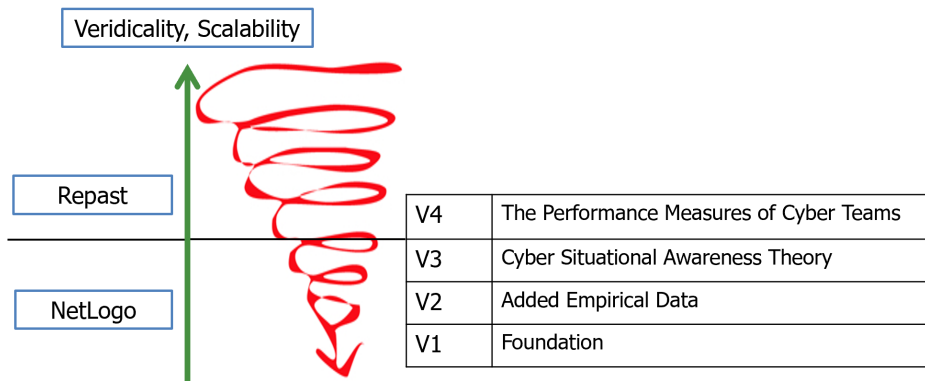 Veridicality, Scalability
Repast
NetLogo
V4 The Performance Measures of Cyber Teams
V3 Cyber Situational Awareness Theory
V2 Added Empirical Data
V1 Foundation